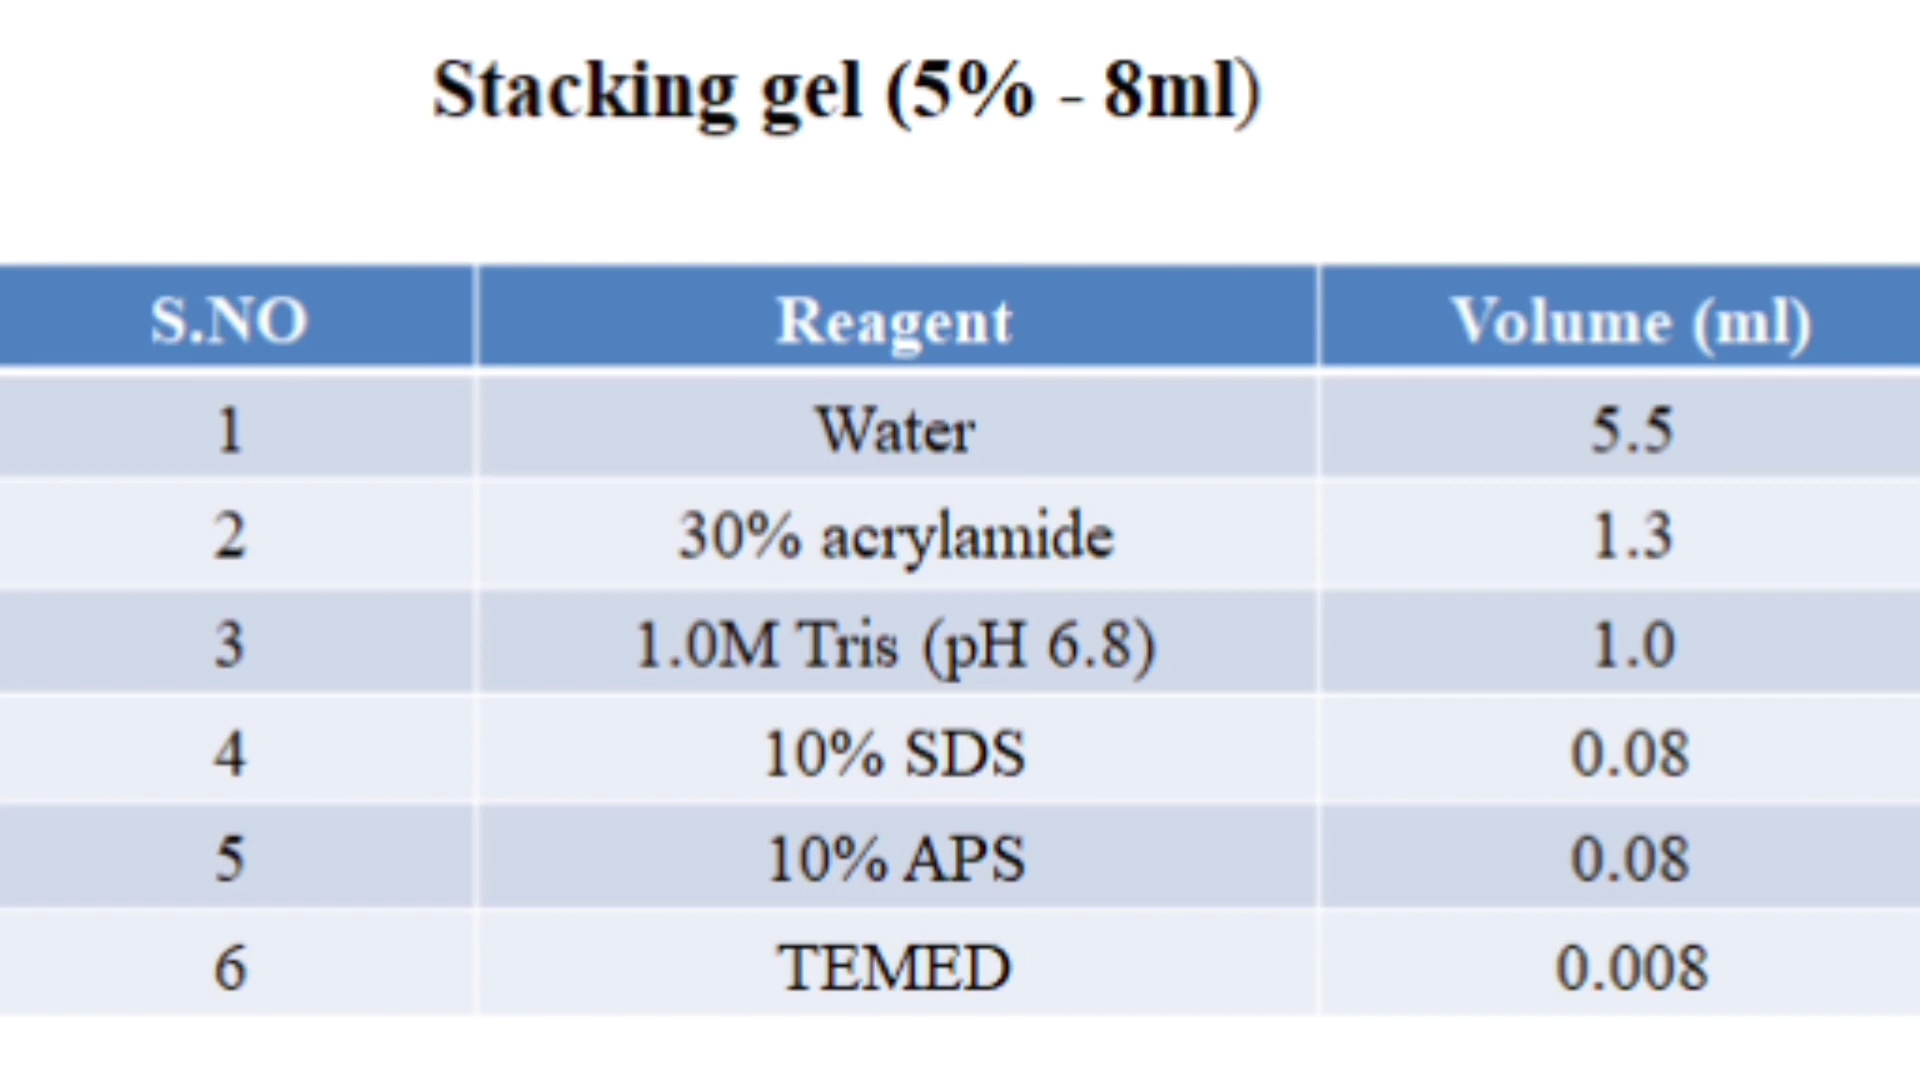 Stacking gel (5% - 8ml)
S.NO Reagent Volume (ml)
1 Water 5.5
2 30% acrylamide 1.3
3 1.0M Tris (pH 6.8) 1.0
4 10% SDS 0.08
5 10% APS 0.08
6 TEMED 0.008